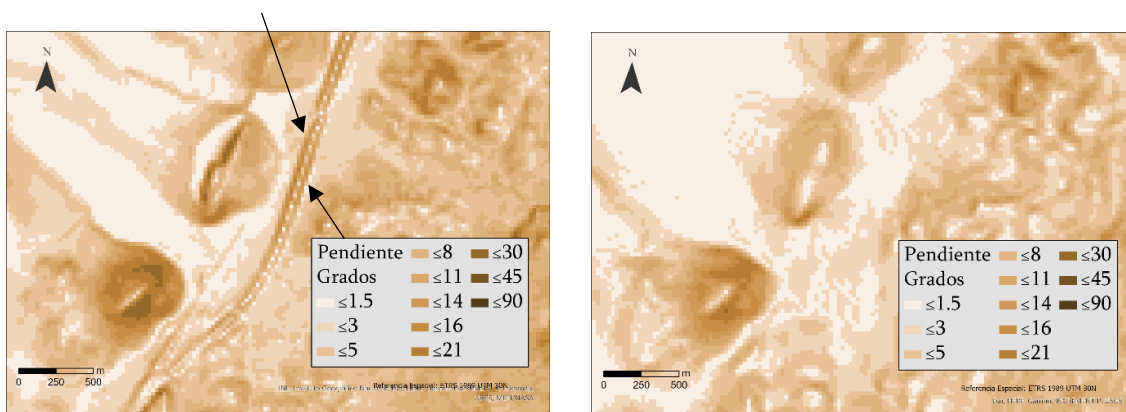 N
Pendiente
Grados
≤1.5
≤3
≤5
≤8
≤11
≤14
≤16
≤21
≤30
≤45
≤90
0 250 500 m
Referencia Espacial: ETRS 1989 UTM 30N
N
Pendiente
Grados
≤1.5
≤3
≤5
≤8
≤11
≤14
≤16
≤21
≤30
≤45
≤90
0 250 500 m
Referencia Espacial: ETRS 1989 UTM 30N